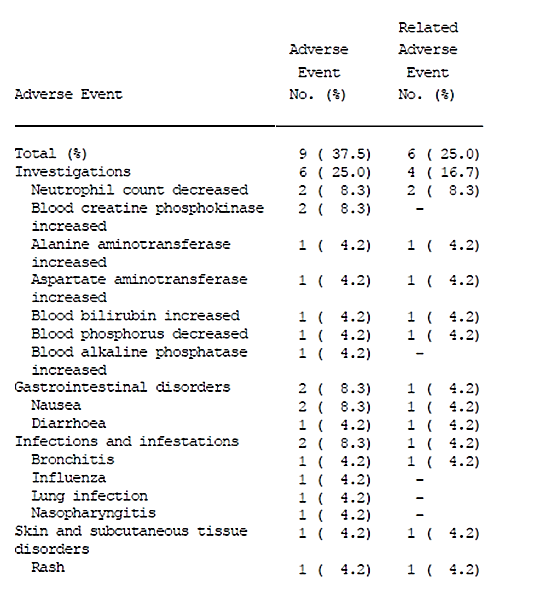 Related
Adverse Adverse
Event Event
Adverse Event No. (%) No. (%)
Total (%) 9 ( 37.5) 6 ( 25.0)
Investigations 6 ( 25.0) 4 ( 16.7)
Neutrophil count decreased 2 ( 8.3) 2 ( 8.3)
Blood creatine phosphokinase 2 ( 8.3) -
increased
Alanine aminotransferase 1 ( 4.2) 1 ( 4.2)
increased
Aspartate aminotransferase 1 ( 4.2) 1 ( 4.2)
increased
Blood bilirubin increased 1 ( 4.2) 1 ( 4.2)
Blood phosphorus decreased 1 ( 4.2) 1 ( 4.2)
Blood alkaline phosphatase 1 ( 4.2) -
increased
Gastrointestinal disorders 2 ( 8.3) 1 ( 4.2)
Nausea 2 ( 8.3) 1 ( 4.2)
Diarrhoea 1 ( 4.2) 1 ( 4.2)
Infections and infestations 2 ( 8.3) 1 ( 4.2)
Bronchitis 1 ( 4.2) 1 ( 4.2)
Influenza 1 ( 4.2) -
Lung infection 1 ( 4.2) -
Nasopharyngitis 1 ( 4.2) -
Skin and subcutaneous tissue 1 ( 4.2) 1 ( 4.2)
disorders
Rash 1 ( 4.2) 1 ( 4.2)